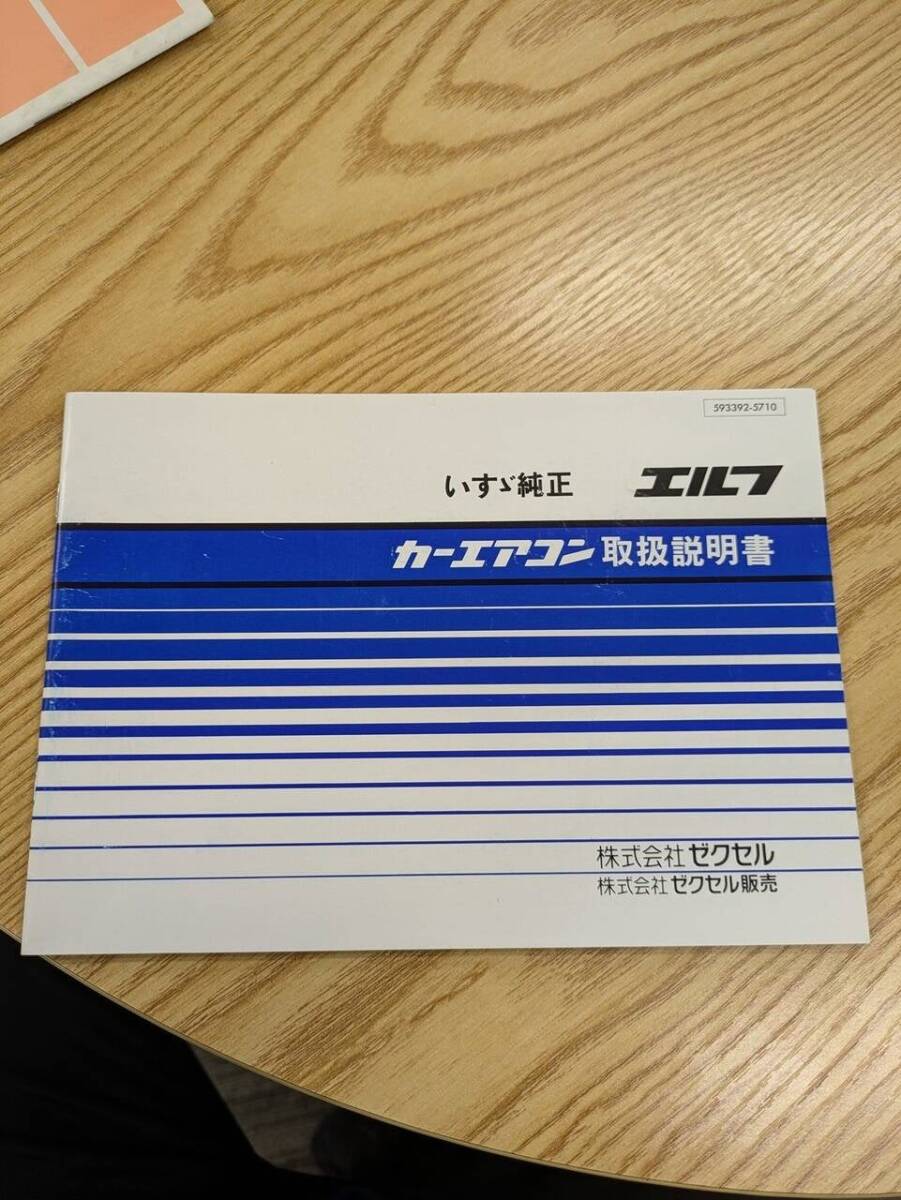 593392-5710
いすゞ純正 エルフ
カーエアコン 取扱説明書
株式会社ゼクセル
株式会社ゼクセル販売